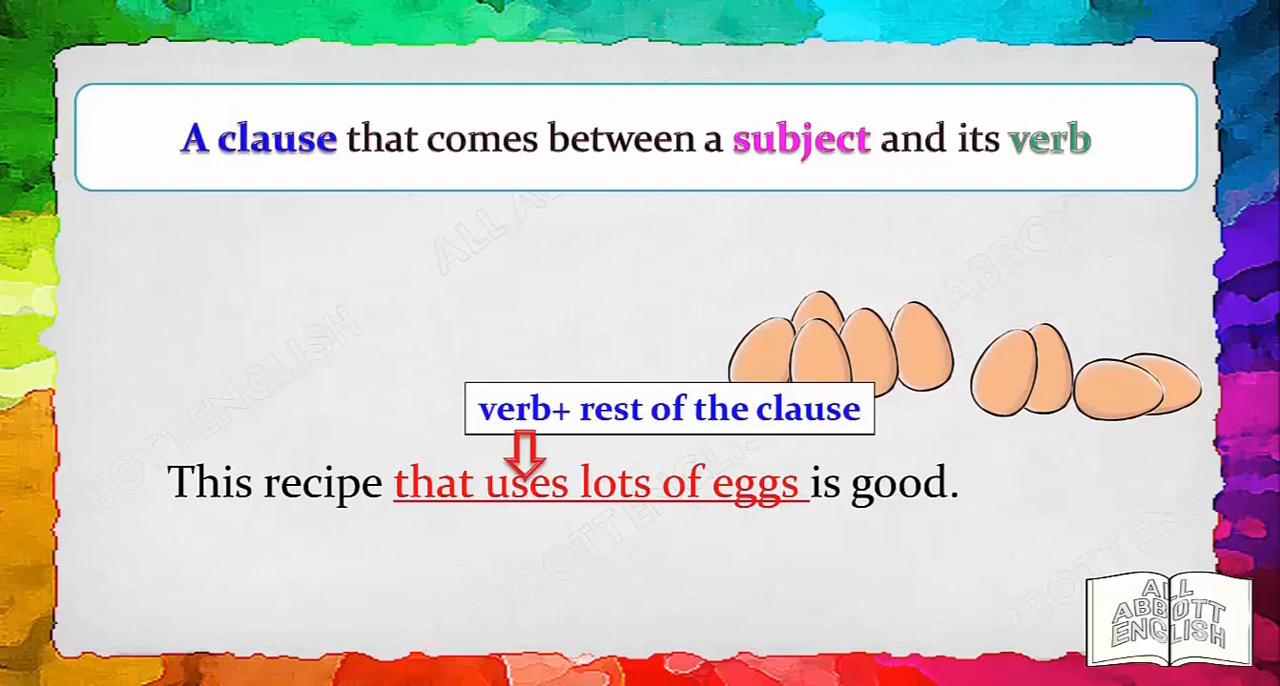 A clause that comes between a subject and its verb
verb+ rest of the clause
This recipe that uses lots of eggs is good.
ALL
ABBOTT
ENGLISH